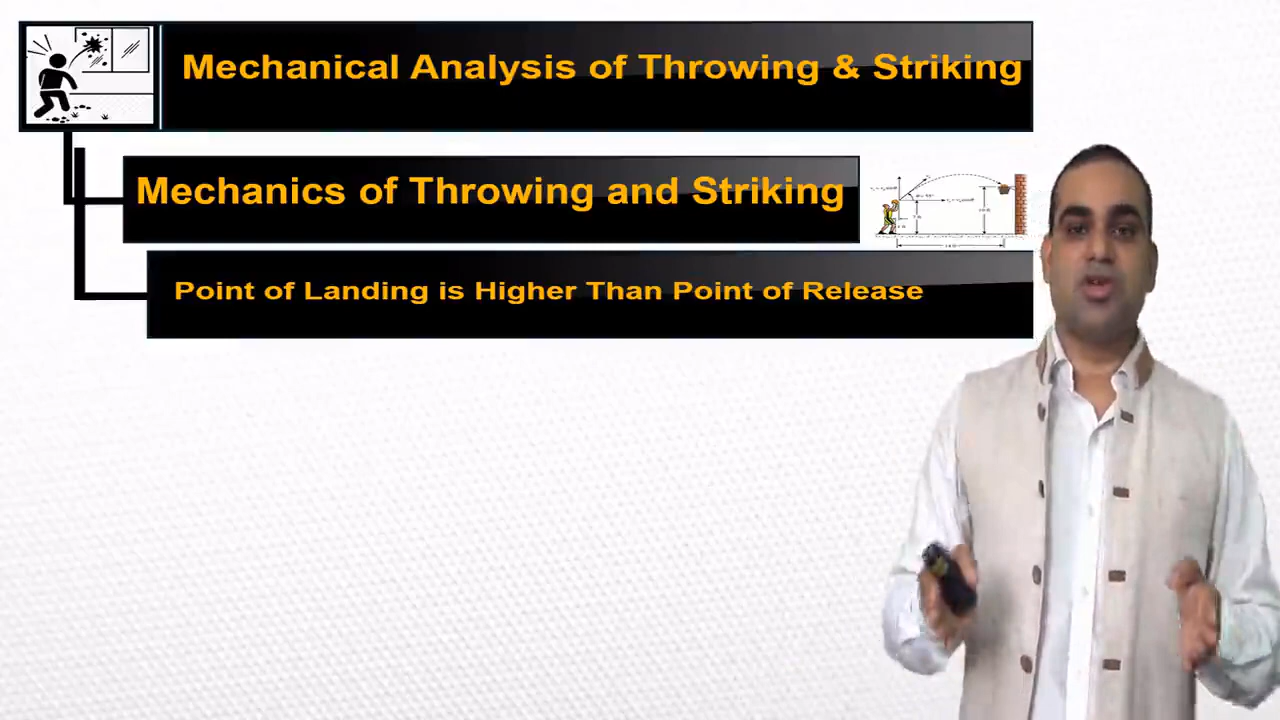 Mechanical Analysis of Throwing & Striking
Mechanics of Throwing and Striking
Point of Landing is Higher Than Point of Release